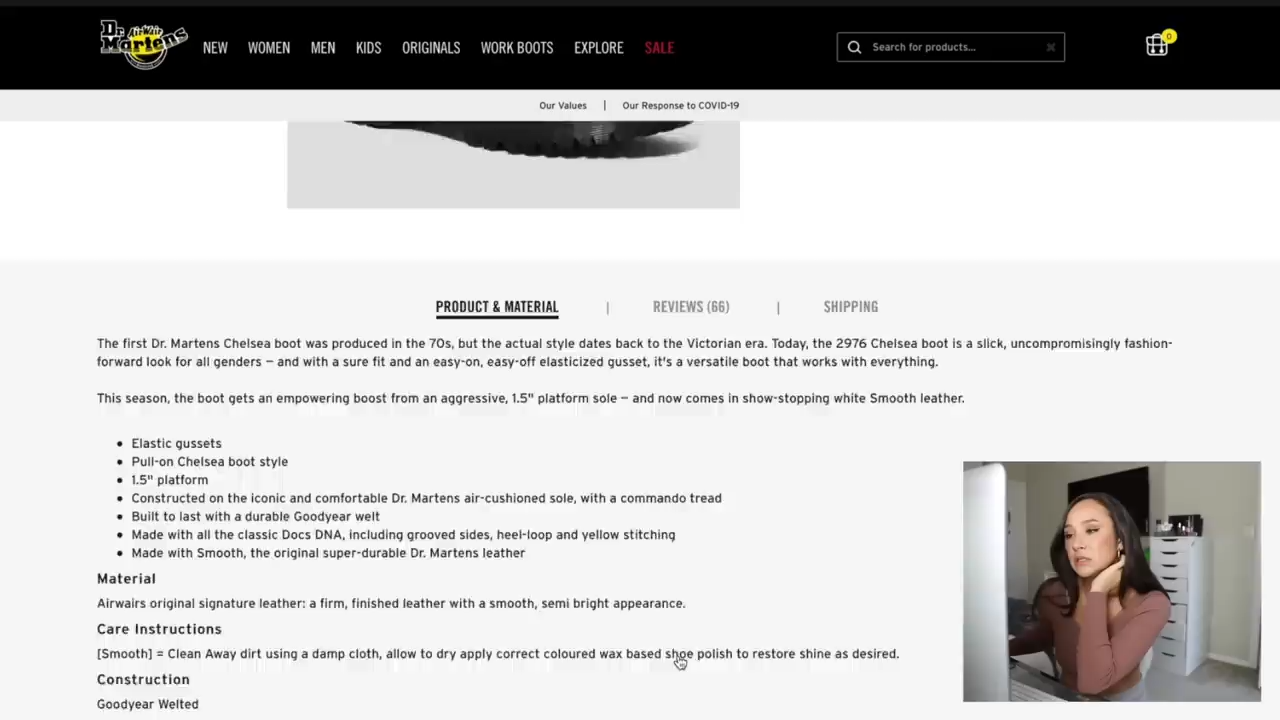 Dr. Martens AirWair
NEW WOMEN MEN KIDS ORIGINALS WORK BOOTS EXPLORE SALE
Search for products...
0
Our Values | Our Response to COVID-19
PRODUCT & MATERIAL | REVIEWS (66) | SHIPPING
The first Dr. Martens Chelsea boot was produced in the 70s, but the actual style dates back to the Victorian era. Today, the 2976 Chelsea boot is a slick, uncompromisingly fashion-
forward look for all genders — and with a sure fit and an easy-on, easy-off elasticized gusset, it's a versatile boot that works with everything.
This season, the boot gets an empowering boost from an aggressive, 1.5" platform sole — and now comes in show-stopping white Smooth leather.
Elastic gussets
Pull-on Chelsea boot style
1.5" platform
Constructed on the iconic and comfortable Dr. Martens air-cushioned sole, with a commando tread
Built to last with a durable Goodyear welt
Made with all the classic Docs DNA, including grooved sides, heel-loop and yellow stitching
Made with Smooth, the original super-durable Dr. Martens leather
Material
Airwairs original signature leather: a firm, finished leather with a smooth, semi bright appearance.
Care Instructions
[Smooth] = Clean Away dirt using a damp cloth, allow to dry apply correct coloured wax based shoe polish to restore shine as desired.
Construction
Goodyear Welted